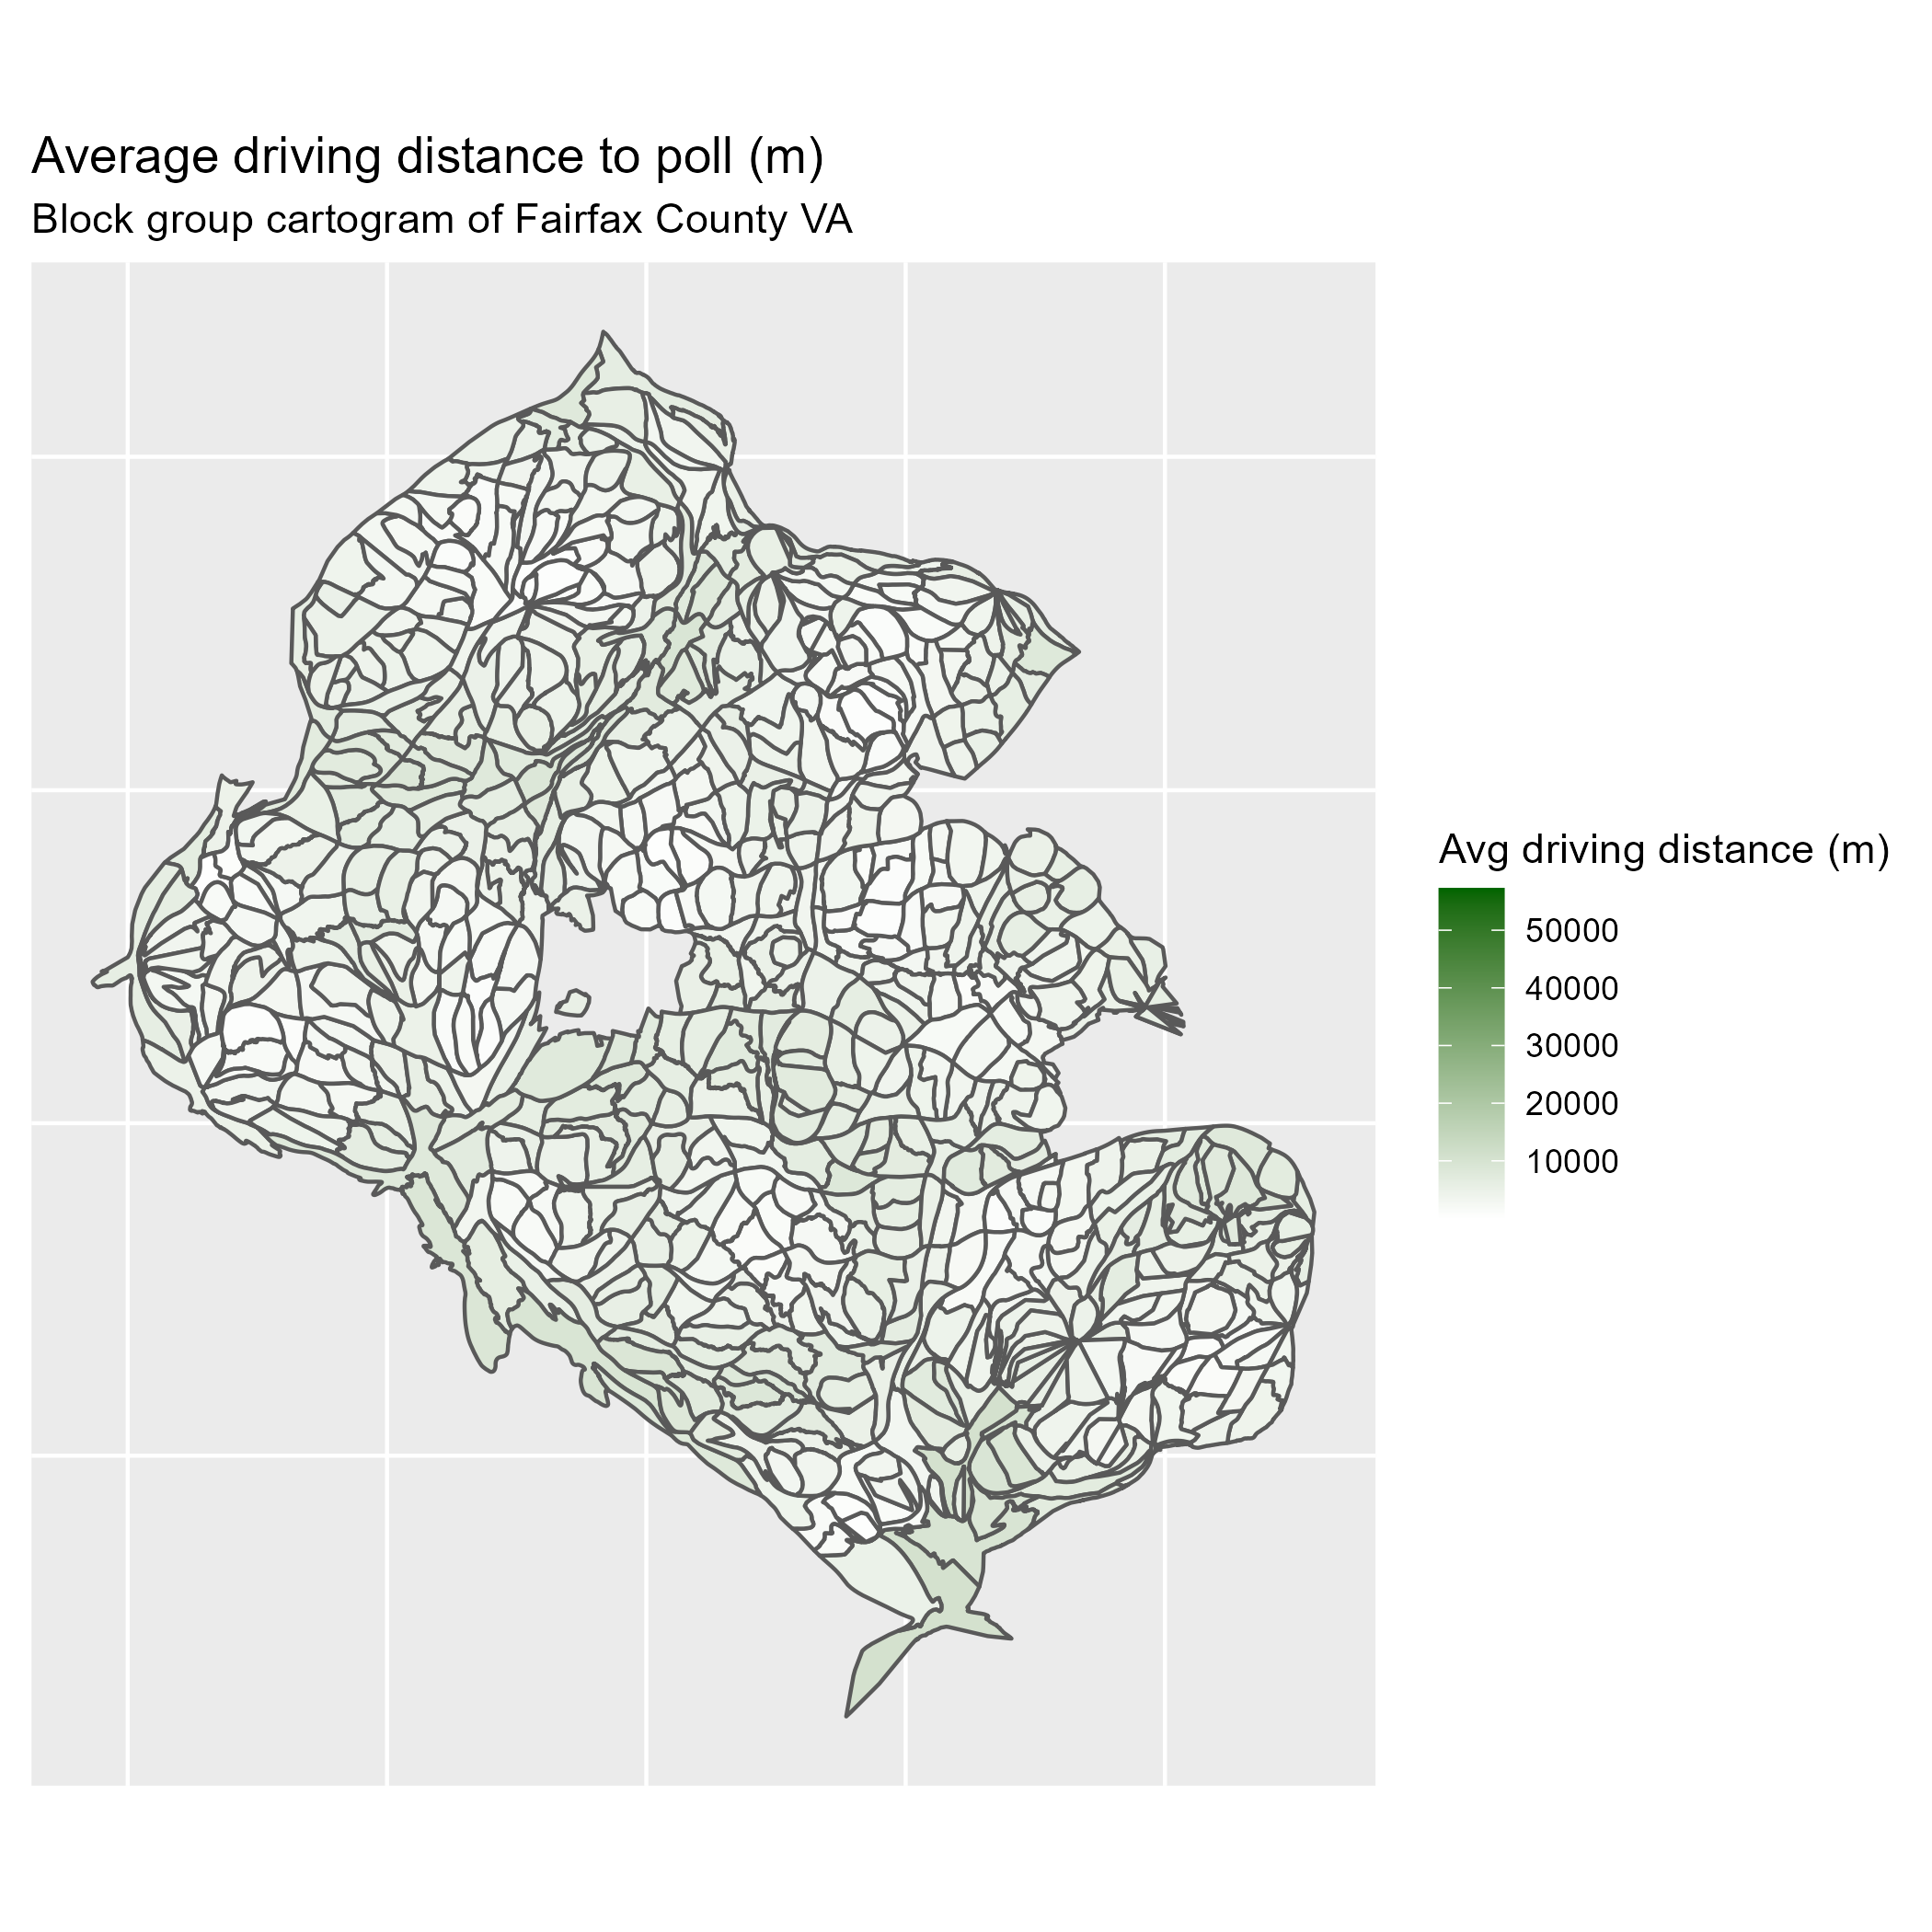 Average driving distance to poll (m)
Block group cartogram of Fairfax County VA
Avg driving distance (m)
50000
40000
30000
20000
10000